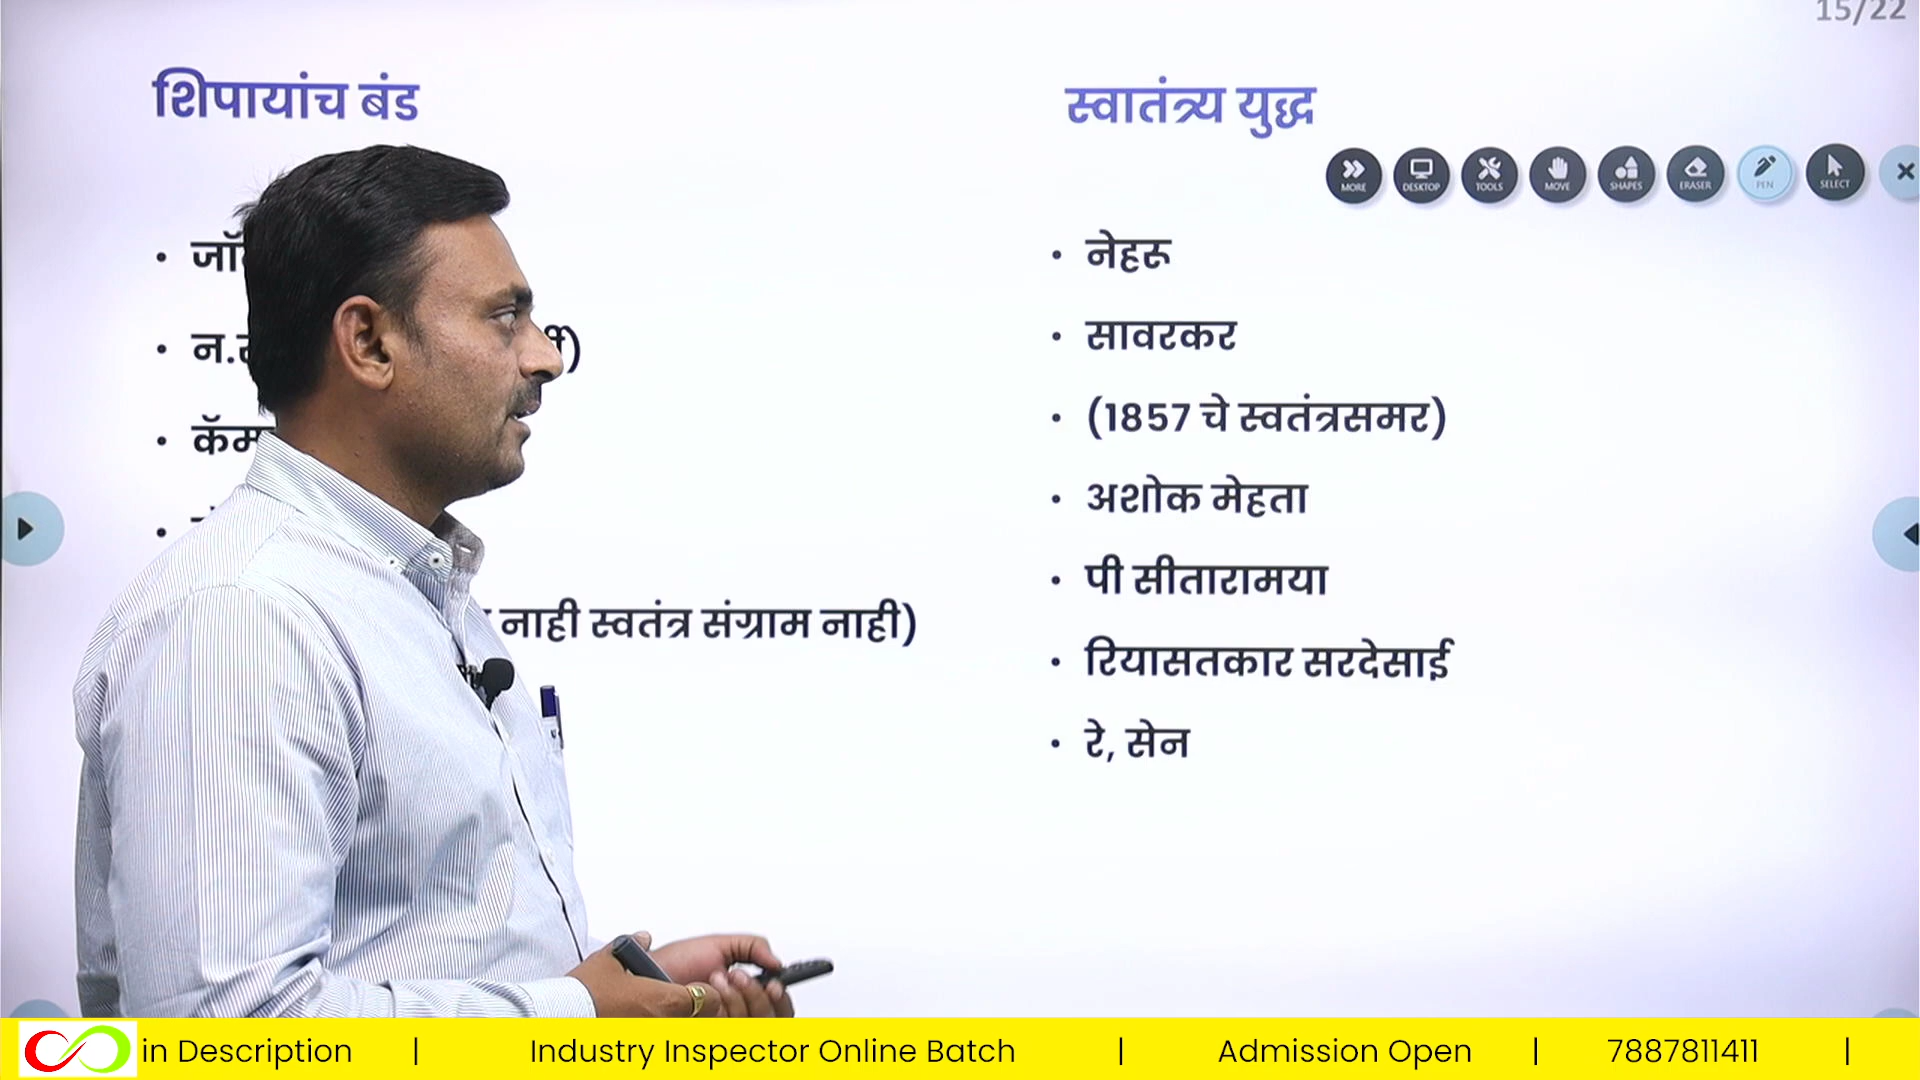 15/22
शिपायांच बंड
स्वातंत्र्य युद्ध
MORE DESKTOP TOOLS MOVE SHAPES ERASER PEN SELECT
• नेहरू
• सावरकर
• (1857 चे स्वतंत्रसमर)
• अशोक मेहता
• पी सीतारामया
नाही स्वतंत्र संग्राम नाही)
• रियासतकार सरदेसाई
• रे, सेन
in Description | Industry Inspector Online Batch | Admission Open | 7887811411 |